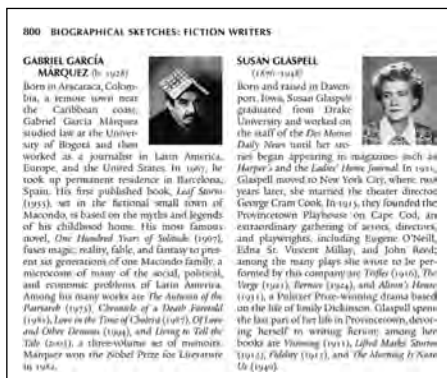 800 BIOGRAPHICAL SKETCHES: FICTION WRITERS
GABRIEL GARCÍA
MÁRQUEZ (b. 1928)
Born in Aracataca, Colom-
bia, a remote town near
the Caribbean coast,
Gabriel García Márquez
studied law at the Univer-
sity of Bogotá and then
worked as a journalist in Latin America,
Europe, and the United States. In 1967, he
took up permanent residence in Barcelona,
Spain. His first published book, Leaf Storm
(1955), set in the fictional small town of
Macondo, is based on the myths and legends
of his childhood home. His most famous
novel, One Hundred Years of Solitude (1967),
fuses magic, reality, fable, and fantasy to pres-
ent six generations of one Macondo family, a
microcosm of many of the social, political,
and economic problems of Latin America.
Among his many works are The Autumn of the
Patriarch (1975), Chronicle of a Death Foretold
(1981), Love in the Time of Cholera (1987), Of Love
and Other Demons (1994), and Living to Tell the
Tale (2003), a three-volume set of memoirs.
Márquez won the Nobel Prize for Literature
in 1982.
SUSAN GLASPELL
(1876–1948)
Born and raised in Daven-
port, Iowa, Susan Glaspell
graduated from Drake
University and worked on
the staff of the Des Moines
Daily News until her sto-
ries began appearing in magazines such as
Harper's and the Ladies' Home Journal. In 1911,
Glaspell moved to New York City, where, two
years later, she married the theater director
George Cram Cook. In 1915, they founded the
Provincetown Playhouse on Cape Cod, an
extraordinary gathering of actors, directors,
and playwrights, including Eugene O'Neill,
Edna St. Vincent Millay, and John Reed;
among the many plays she wrote to be per-
formed by this company are Trifles (1916), The
Verge (1921), Bernice (1924), and Alison's House
(1931), a Pulitzer Prize-winning drama based
on the life of Emily Dickinson. Glaspell spent
the last part of her life in Provincetown, devot-
ing herself to writing fiction; among her
books are Visioning (1911), Lifted Masks Stories
(1912), Fidelity (1915), and The Morning Is Near
Us (1940).